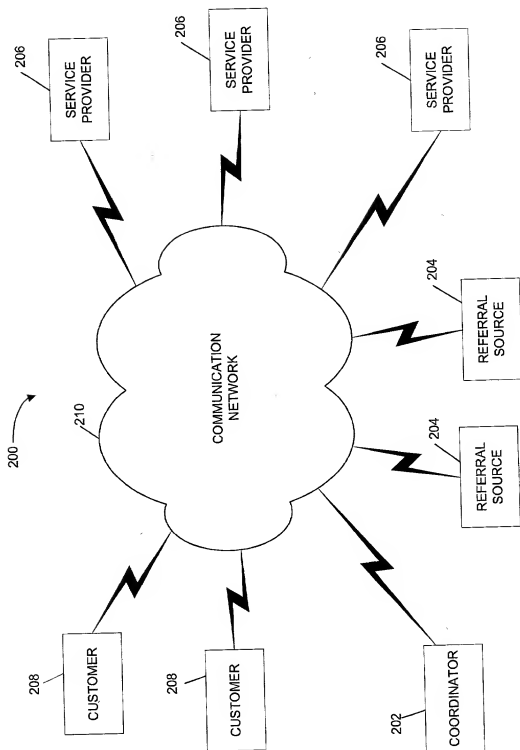 200
210
COMMUNICATION
NETWORK
208
CUSTOMER
208
CUSTOMER
202
COORDINATOR
204
REFERRAL
SOURCE
204
REFERRAL
SOURCE
206
SERVICE
PROVIDER
206
SERVICE
PROVIDER
206
SERVICE
PROVIDER